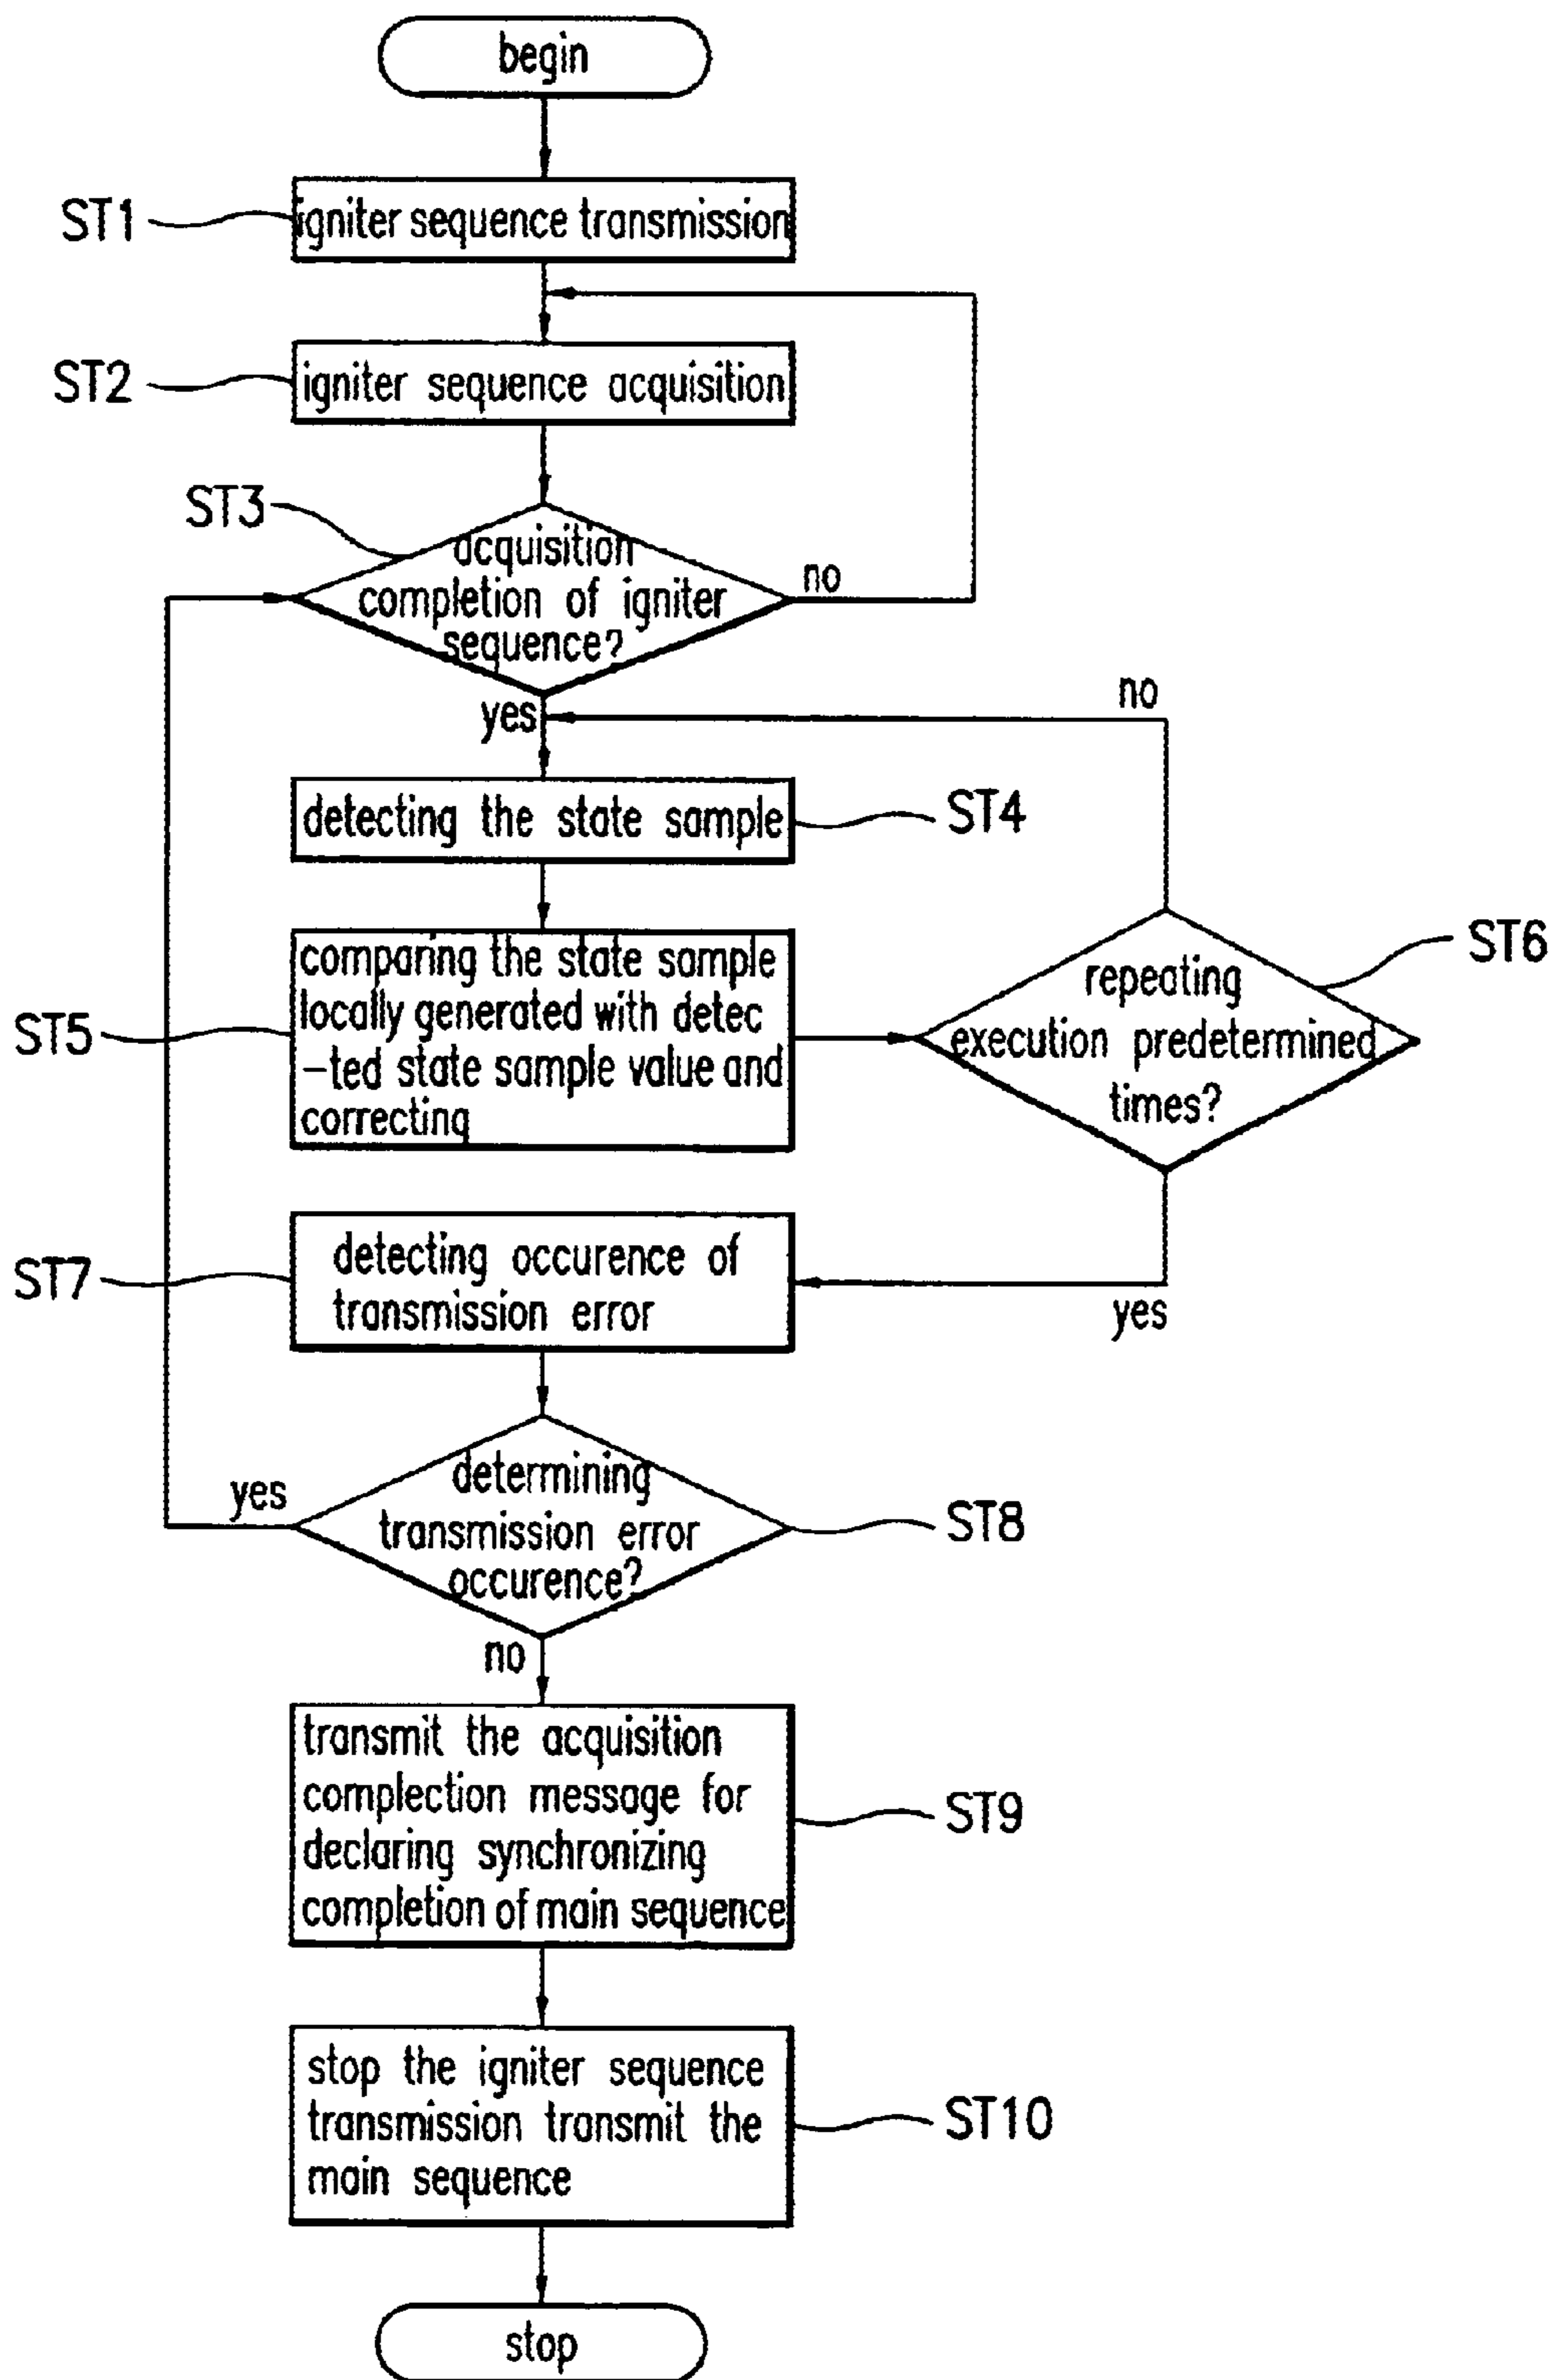 begin
ST1
igniter sequence transmission
ST2
igniter sequence acquisition
ST3
acquisition
completion of igniter
sequence?
no
yes
no
detecting the state sample
ST4
ST5
comparing the state sample
locally generated with detec
-ted state sample value and
correcting
repeating
execution predetermined
times?
ST6
ST7
detecting occurence of
transmission error
yes
yes
determining
transmission error
occurence?
ST8
no
transmit the acquisition
complection message for
declaring synchronizing
completion of main sequence
ST9
stop the igniter sequence
transmission transmit the
main sequence
ST10
stop